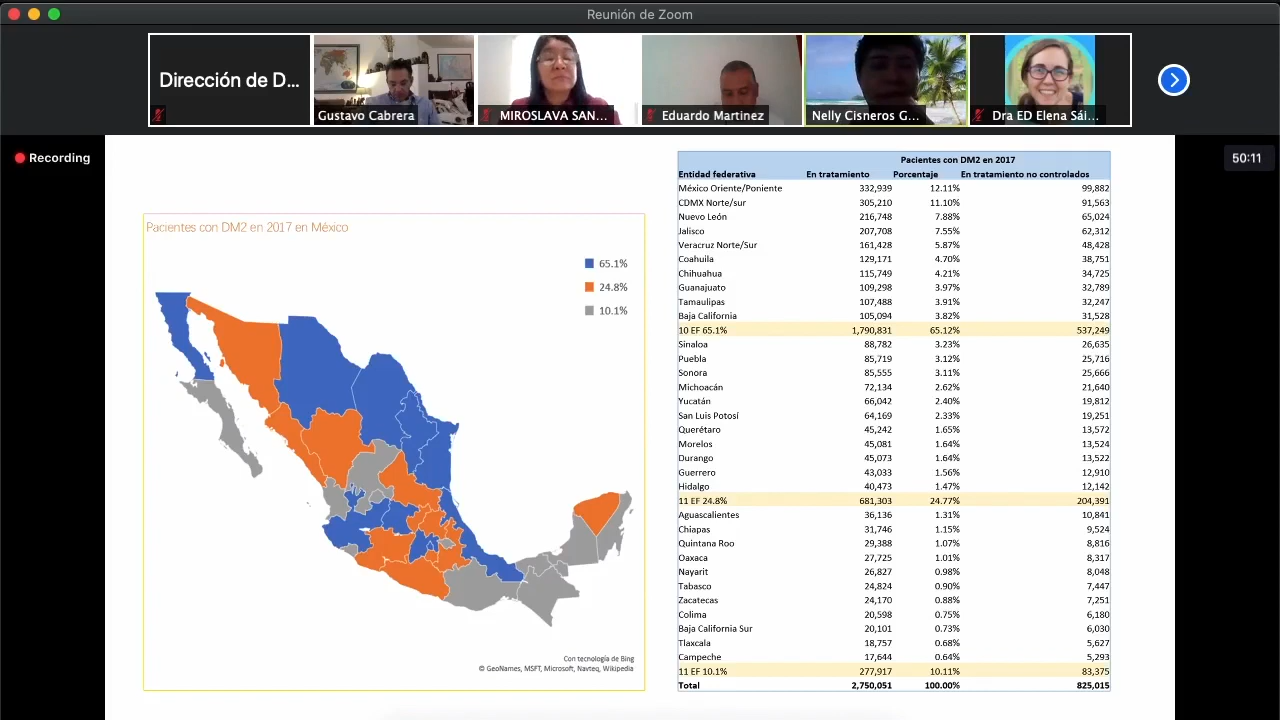 Reunión de Zoom
Dirección de D...
Gustavo Cabrera
MIROSLAVA SAN...
Eduardo Martinez
Nelly Cisneros G...
Dra ED Elena Sái...
Recording
50:11
Pacientes con DM2 en 2017 en México
65.1%
24.8%
10.1%
Con tecnología de Bing
© GeoNames, MSFT, Microsoft, Navteq, Wikipedia
Pacientes con DM2 en 2017
Entidad federativa En tratamiento Porcentaje En tratamiento no controlados
México Oriente/Poniente 332,939 12.11% 99,882
CDMX Norte/sur 305,210 11.10% 91,563
Nuevo León 216,748 7.88% 65,024
Jalisco 207,708 7.55% 62,312
Veracruz Norte/Sur 161,428 5.87% 48,428
Coahuila 129,171 4.70% 38,751
Chihuahua 115,749 4.21% 34,725
Guanajuato 109,298 3.97% 32,789
Tamaulipas 107,488 3.91% 32,247
Baja California 105,094 3.82% 31,528
10 EF 65.1% 1,790,831 65.12% 537,249
Sinaloa 88,782 3.23% 26,635
Puebla 85,719 3.12% 25,716
Sonora 85,555 3.11% 25,666
Michoacán 72,134 2.62% 21,640
Yucatán 66,042 2.40% 19,812
San Luis Potosí 64,169 2.33% 19,251
Querétaro 45,242 1.65% 13,572
Morelos 45,081 1.64% 13,524
Durango 45,073 1.64% 13,522
Guerrero 43,033 1.56% 12,910
Hidalgo 40,473 1.47% 12,142
11 EF 24.8% 681,303 24.77% 204,391
Aguascalientes 36,136 1.31% 10,841
Chiapas 31,746 1.15% 9,524
Quintana Roo 29,388 1.07% 8,816
Oaxaca 27,725 1.01% 8,317
Nayarit 26,827 0.98% 8,048
Tabasco 24,824 0.90% 7,447
Zacatecas 24,170 0.88% 7,251
Colima 20,598 0.75% 6,180
Baja California Sur 20,101 0.73% 6,030
Tlaxcala 18,757 0.68% 5,627
Campeche 17,644 0.64% 5,293
11 EF 10.1% 277,917 10.11% 83,375
Total 2,750,051 100.00% 825,015